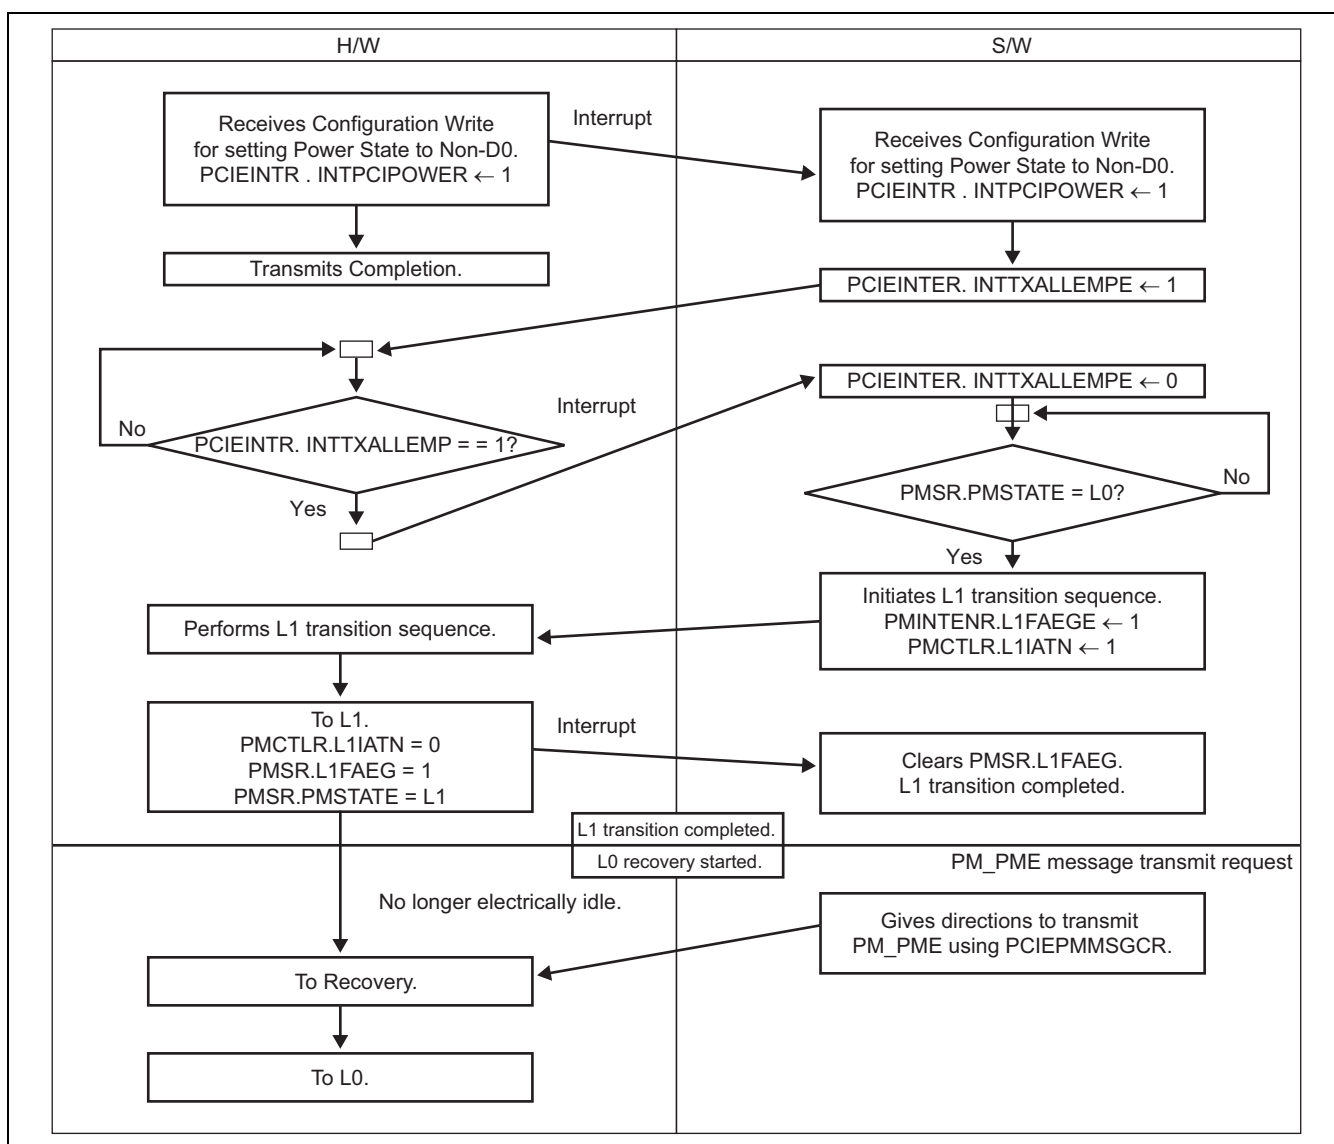 H/W
S/W
Receives Configuration Write
for setting Power State to Non-D0.
PCIEINTR . INTPCIPOWER ← 1
Interrupt
Receives Configuration Write
for setting Power State to Non-D0.
PCIEINTR . INTPCIPOWER ← 1
Transmits Completion.
PCIEINTER. INTTXALLEMPE ← 1
PCIEINTER. INTTXALLEMPE ← 0
Interrupt
No
PCIEINTR. INTTXALLEMP = = 1?
Yes
PMSR.PMSTATE = L0?
No
Yes
Initiates L1 transition sequence.
PMINTENR.L1FAEGE ← 1
PMCTLR.L1IATN ← 1
Performs L1 transition sequence.
To L1.
PMCTLR.L1IATN = 0
PMSR.L1FAEG = 1
PMSR.PMSTATE = L1
Interrupt
Clears PMSR.L1FAEG.
L1 transition completed.
L1 transition completed.
L0 recovery started.
PM_PME message transmit request
No longer electrically idle.
Gives directions to transmit
PM_PME using PCIEPMMSGCR.
To Recovery.
To L0.